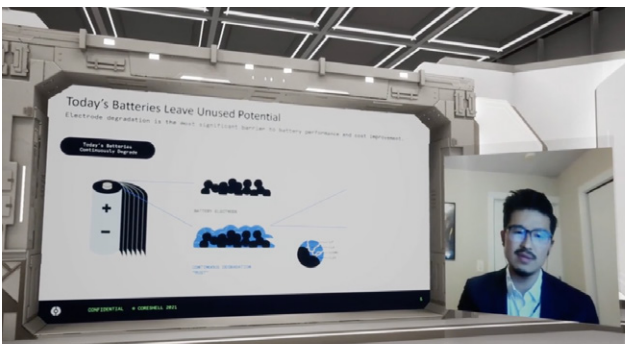 Today's Batteries Leave Unused Potential
Electrode degradation is the most significant barrier to battery performance and cost improvement.
Today's Batteries
Continuously Degrade
BATTERY ELECTRODE
CONTINUOUS DEGRADATION
CONFIDENTIAL © CORESHELL 2021